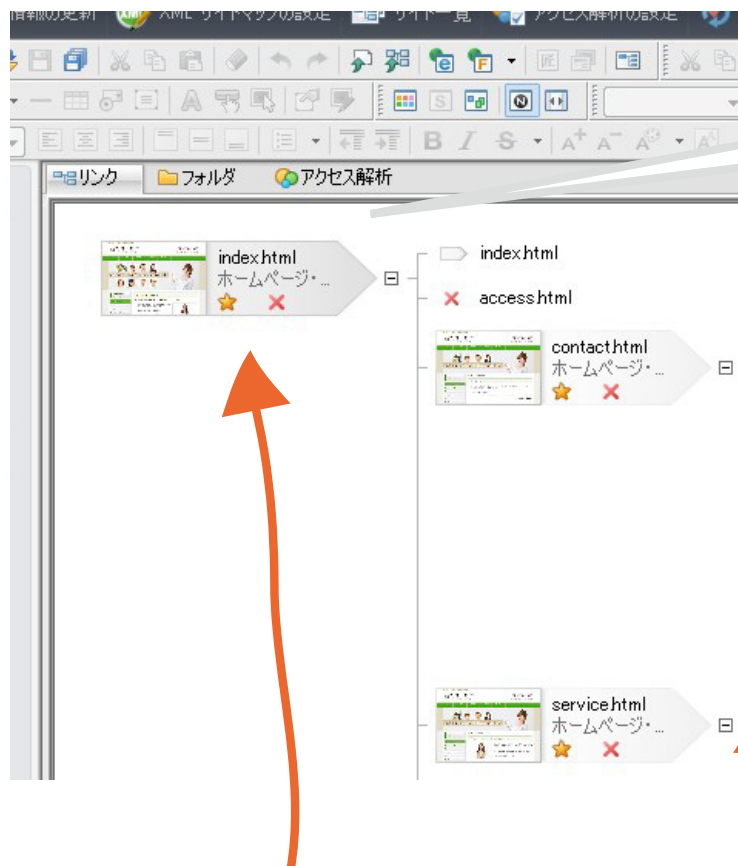 情報の更新 XML サイトマップの設定 サイト一覧 アクセス解析の設定
リンク フォルダ アクセス解析
index.html
ホームページ・...
index.html
access.html
contact.html
ホームページ・...
service.html
ホームページ・...